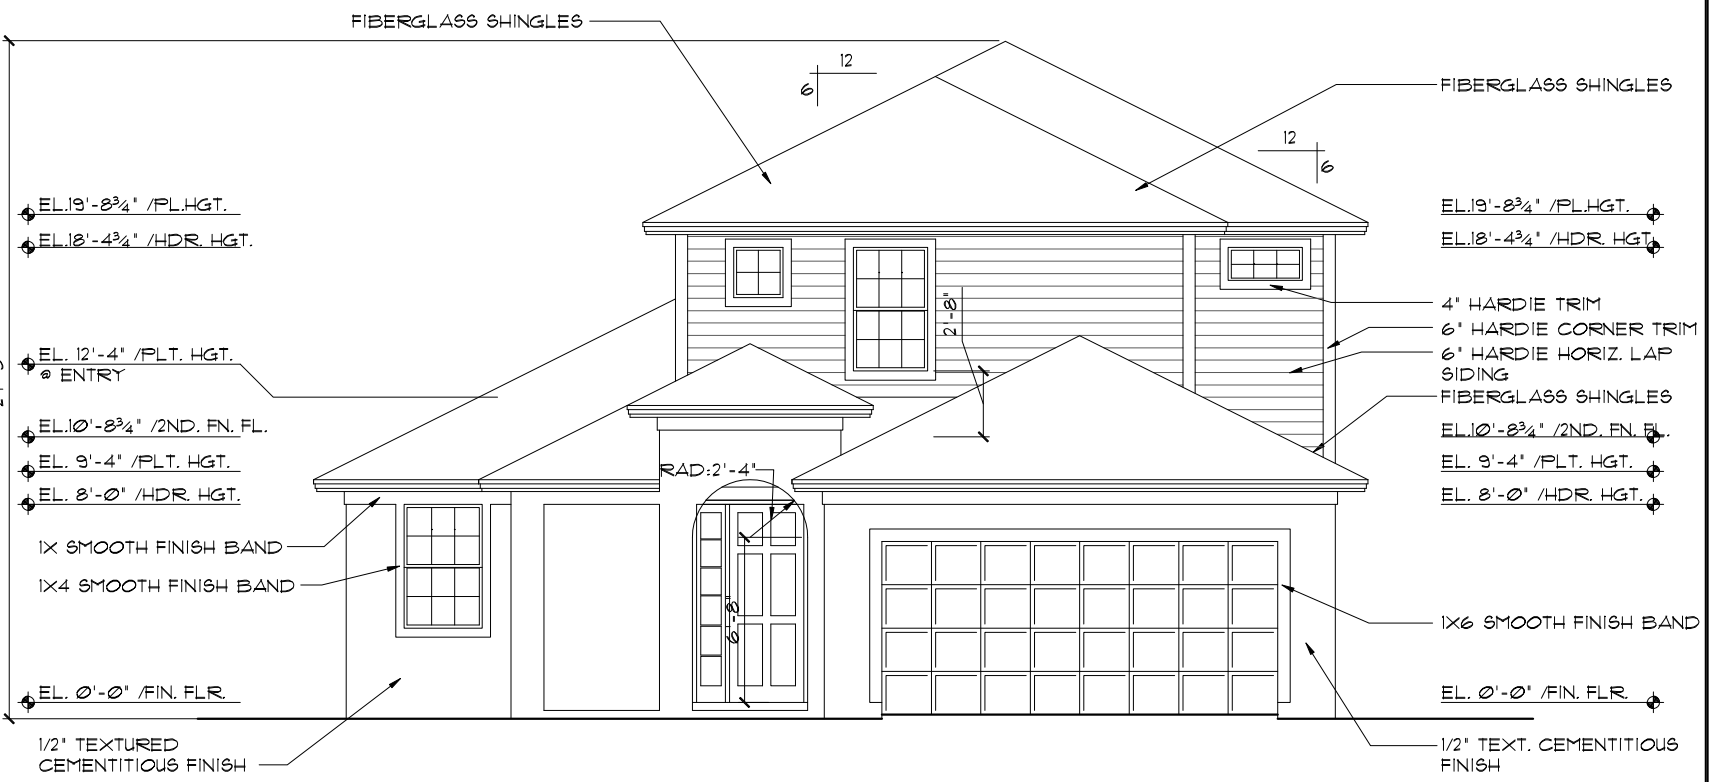 FIBERGLASS SHINGLES
12
6
FIBERGLASS SHINGLES
12
6
EL.19'-8¾" /PL.HGT.
EL.18'-4¾" /HDR. HGT.
EL. 12'-4" /PLT. HGT.
@ ENTRY
EL.10'-8¾" /2ND. FN. FL.
EL. 9'-4" /PLT. HGT.
EL. 8'-0" /HDR. HGT.
1X SMOOTH FINISH BAND
1X4 SMOOTH FINISH BAND
EL. 0'-0" /FIN. FLR.
1/2" TEXTURED
CEMENTITIOUS FINISH
2'-8"
RAD:2'-4"
6'-8"
EL.19'-8¾" /PL.HGT.
EL.18'-4¾" /HDR. HGT
4" HARDIE TRIM
6" HARDIE CORNER TRIM
6" HARDIE HORIZ. LAP
SIDING
FIBERGLASS SHINGLES
EL.10'-8¾" /2ND. FN. FL.
EL. 9'-4" /PLT. HGT.
EL. 8'-0" /HDR. HGT.
1X6 SMOOTH FINISH BAND
EL. 0'-0" /FIN. FLR.
1/2" TEXT. CEMENTITIOUS
FINISH